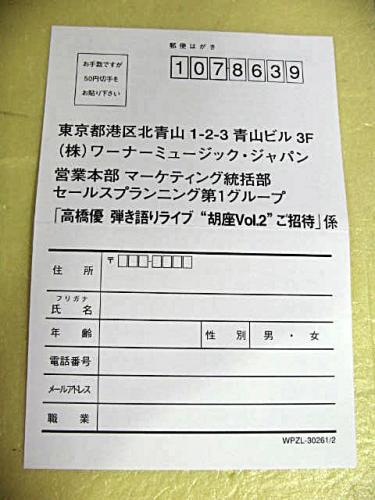 郵便はがき
お手数ですが
50円切手を
お貼り下さい
1078639
東京都港区北青山 1-2-3 青山ビル 3F
(株)ワーナーミュージック・ジャパン
営業本部 マーケティング統括部
セールスプランニング第1グループ
「高橋優 弾き語りライブ “胡座Vol.2” ご招待」係
住所 〒□□□-□□□□
フリガナ
氏名
年齢 性別 男・女
電話番号
メールアドレス
職業
WPZL-30261/2